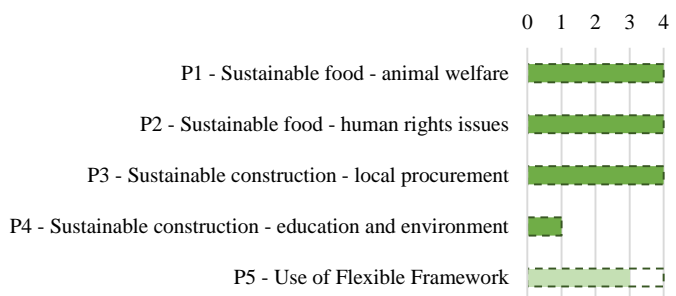 0 1 2 3 4
P1 - Sustainable food - animal welfare
P2 - Sustainable food - human rights issues
P3 - Sustainable construction - local procurement
P4 - Sustainable construction - education and environment
P5 - Use of Flexible Framework